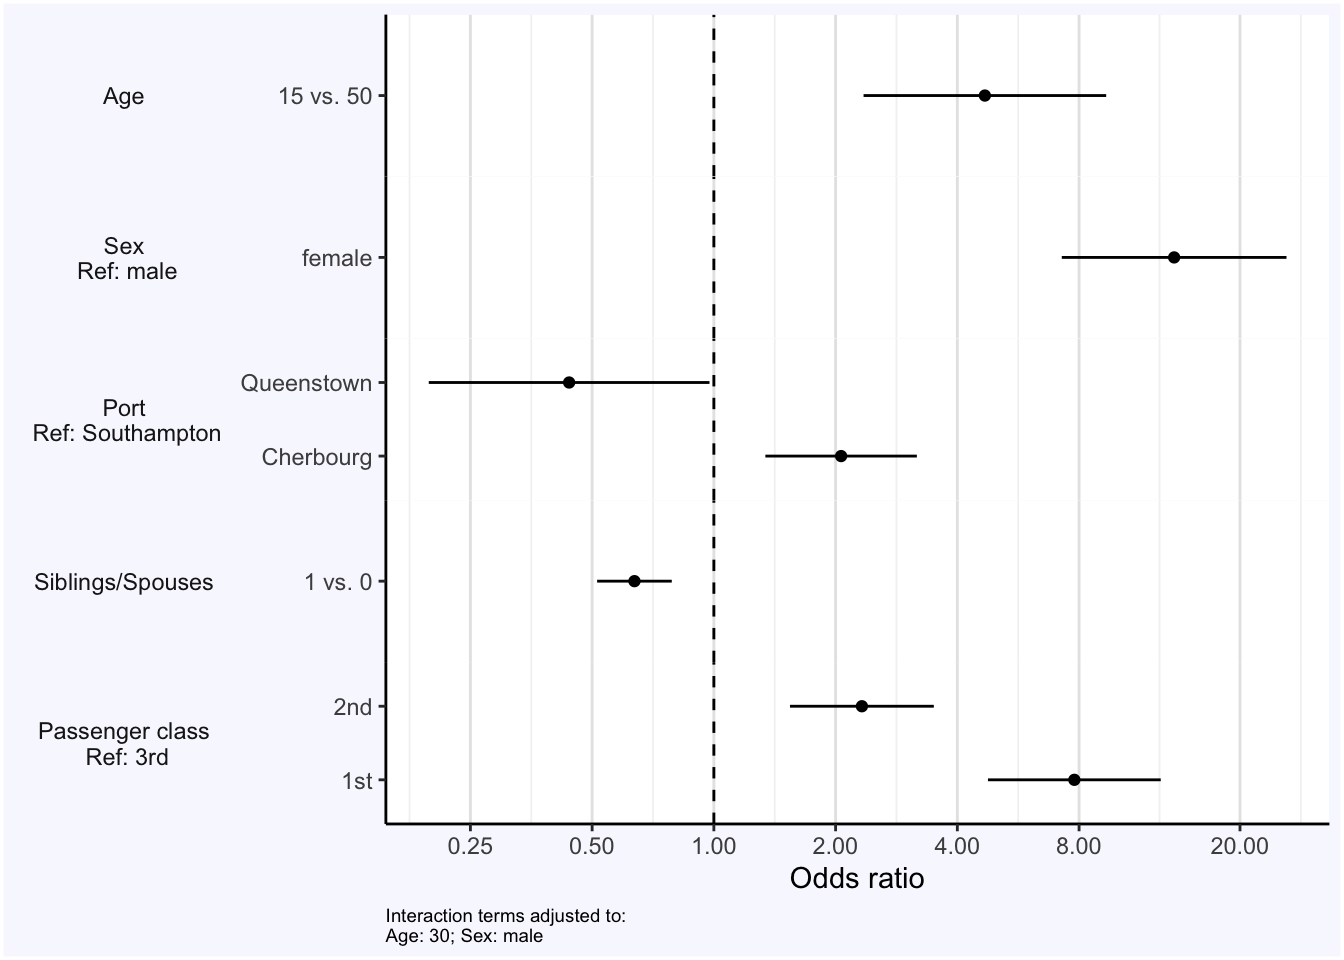 Age
15 vs. 50
Sex
Ref: male
female
Port
Ref: Southampton
Queenstown
Cherbourg
Siblings/Spouses
1 vs. 0
Passenger class
Ref: 3rd
2nd
1st
0.25 0.50 1.00 2.00 4.00 8.00 20.00
Odds ratio
Interaction terms adjusted to:
Age: 30; Sex: male